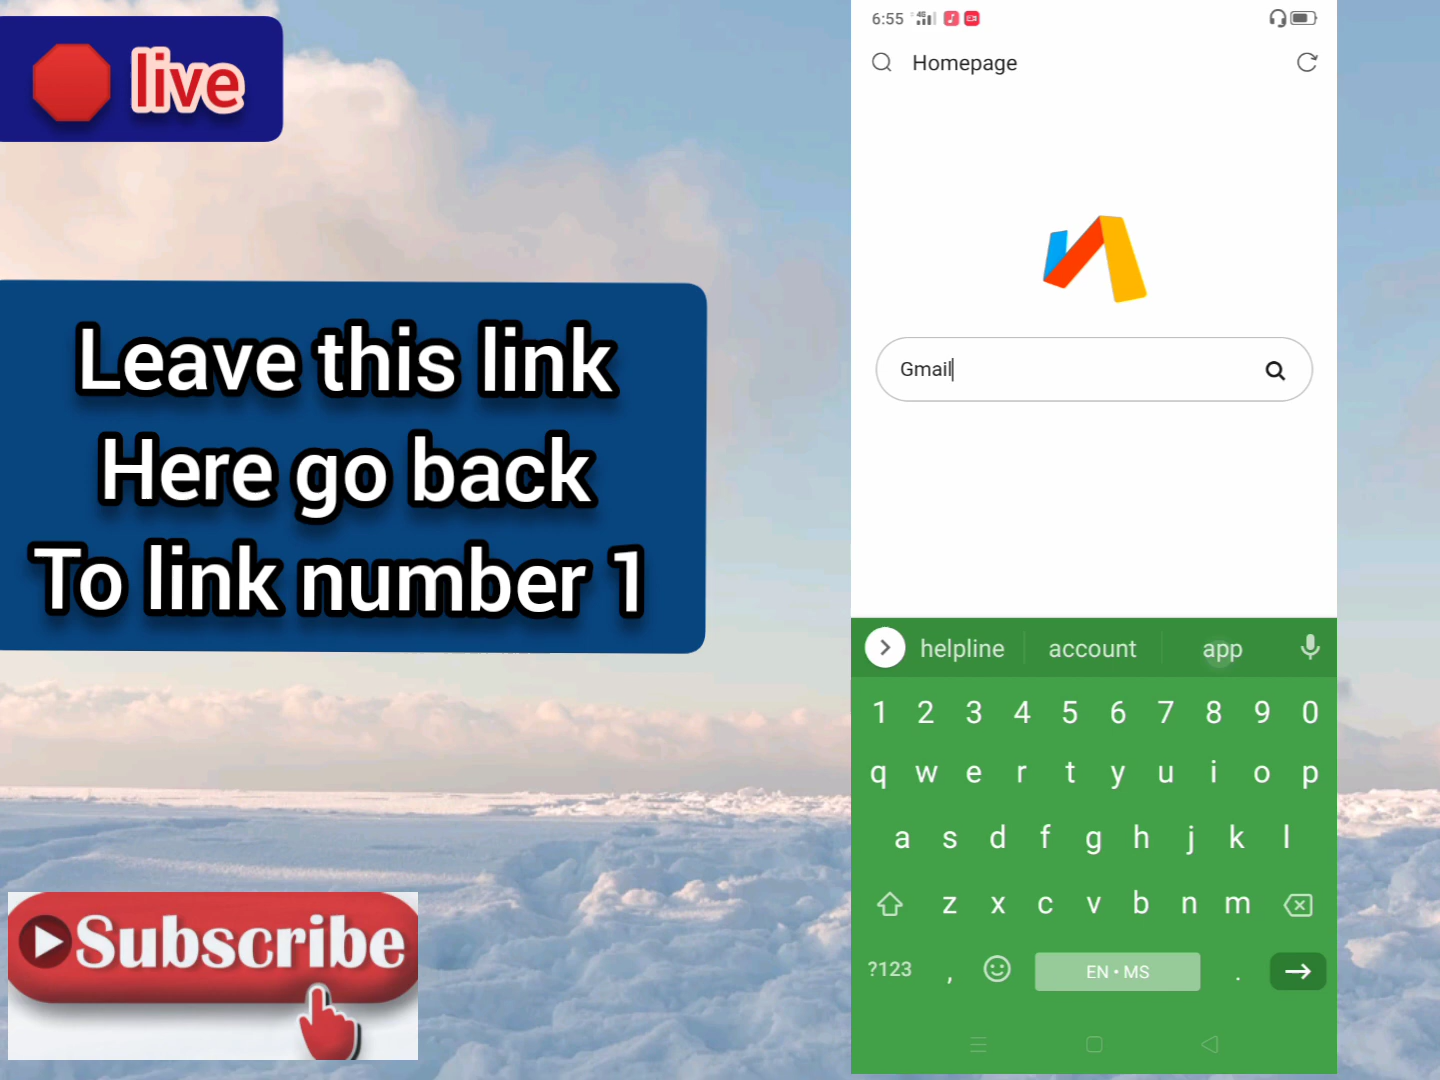 live
Leave this link
Here go back
To link number 1
Subscribe
6:55 4G
Homepage
Gmail
helpline account app
1 2 3 4 5 6 7 8 9 0
q w e r t y u i o p
a s d f g h j k l
z x c v b n m
?123 , EN • MS .